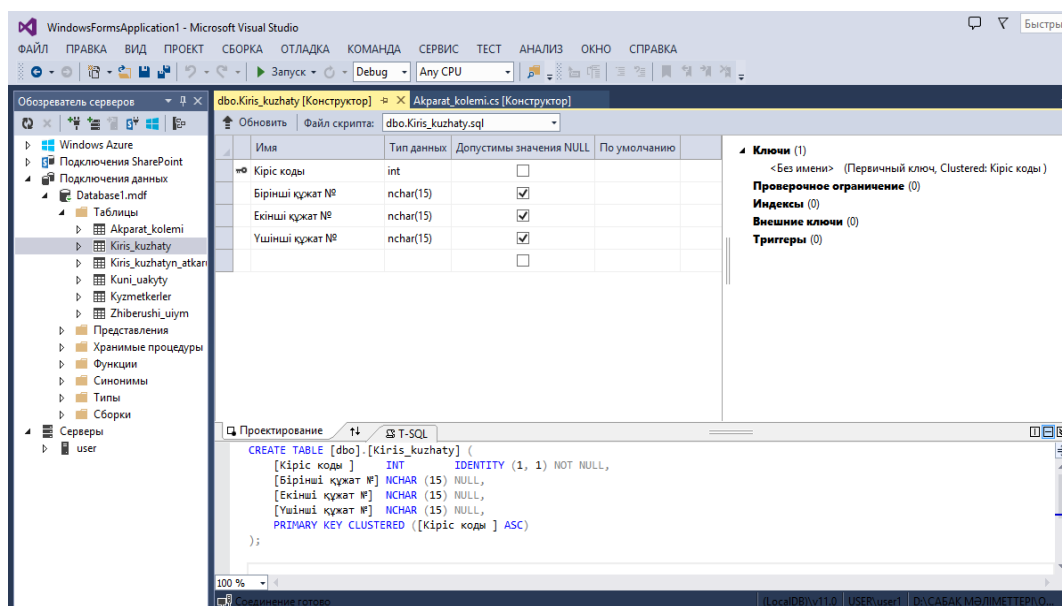 WindowsFormsApplication1 - Microsoft Visual Studio
Быстры
ФАЙЛ ПРАВКА ВИД ПРОЕКТ СБОРКА ОТЛАДКА КОМАНДА СЕРВИС ТЕСТ АНАЛИЗ ОКНО СПРАВКА
Запуск Debug Any CPU
Обозреватель серверов
Windows Azure
Подключения SharePoint
Подключения данных
Database1.mdf
Таблицы
Akparat_kolemi
Kiris_kuzhaty
Kiris_kuzhatyn_atkaru
Kuni_uakyty
Kyzmetkerler
Zhiberushi_uiym
Представления
Хранимые процедуры
Функции
Синонимы
Типы
Сборки
Серверы
user
dbo.Kiris_kuzhaty [Конструктор] Akparat_kolemi.cs [Конструктор]
Обновить Файл скрипта: dbo.Kiris_kuzhaty.sql
Имя Тип данных Допустимы значения NULL По умолчанию
Кіріс коды int
Бірінші құжат № nchar(15)
Екінші құжат № nchar(15)
Үшінші құжат № nchar(15)
Ключи (1)
<Без имени> (Первичный ключ, Clustered: Кіріс коды )
Проверочное ограничение (0)
Индексы (0)
Внешние ключи (0)
Триггеры (0)
Проектирование T-SQL
CREATE TABLE [dbo].[Kiris_kuzhaty] (
[Кіріс коды ] INT IDENTITY (1, 1) NOT NULL,
[Бірінші құжат №] NCHAR (15) NULL,
[Екінші құжат №] NCHAR (15) NULL,
[Үшінші құжат №] NCHAR (15) NULL,
PRIMARY KEY CLUSTERED ([Кіріс коды ] ASC)
);
100 %
Соединение готово (LocalDB)\v11.0 USER\user1 D:\САБАҚ МӘЛІМЕТТЕРІ\О...